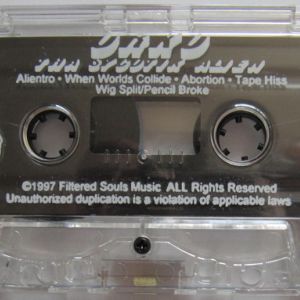 Alientro • When Worlds Collide • Abortion • Tape Hiss
Wig Split/Pencil Broke
©1997 Filtered Souls Music ALL Rights Reserved
Unauthorized duplication is a violation of applicable laws